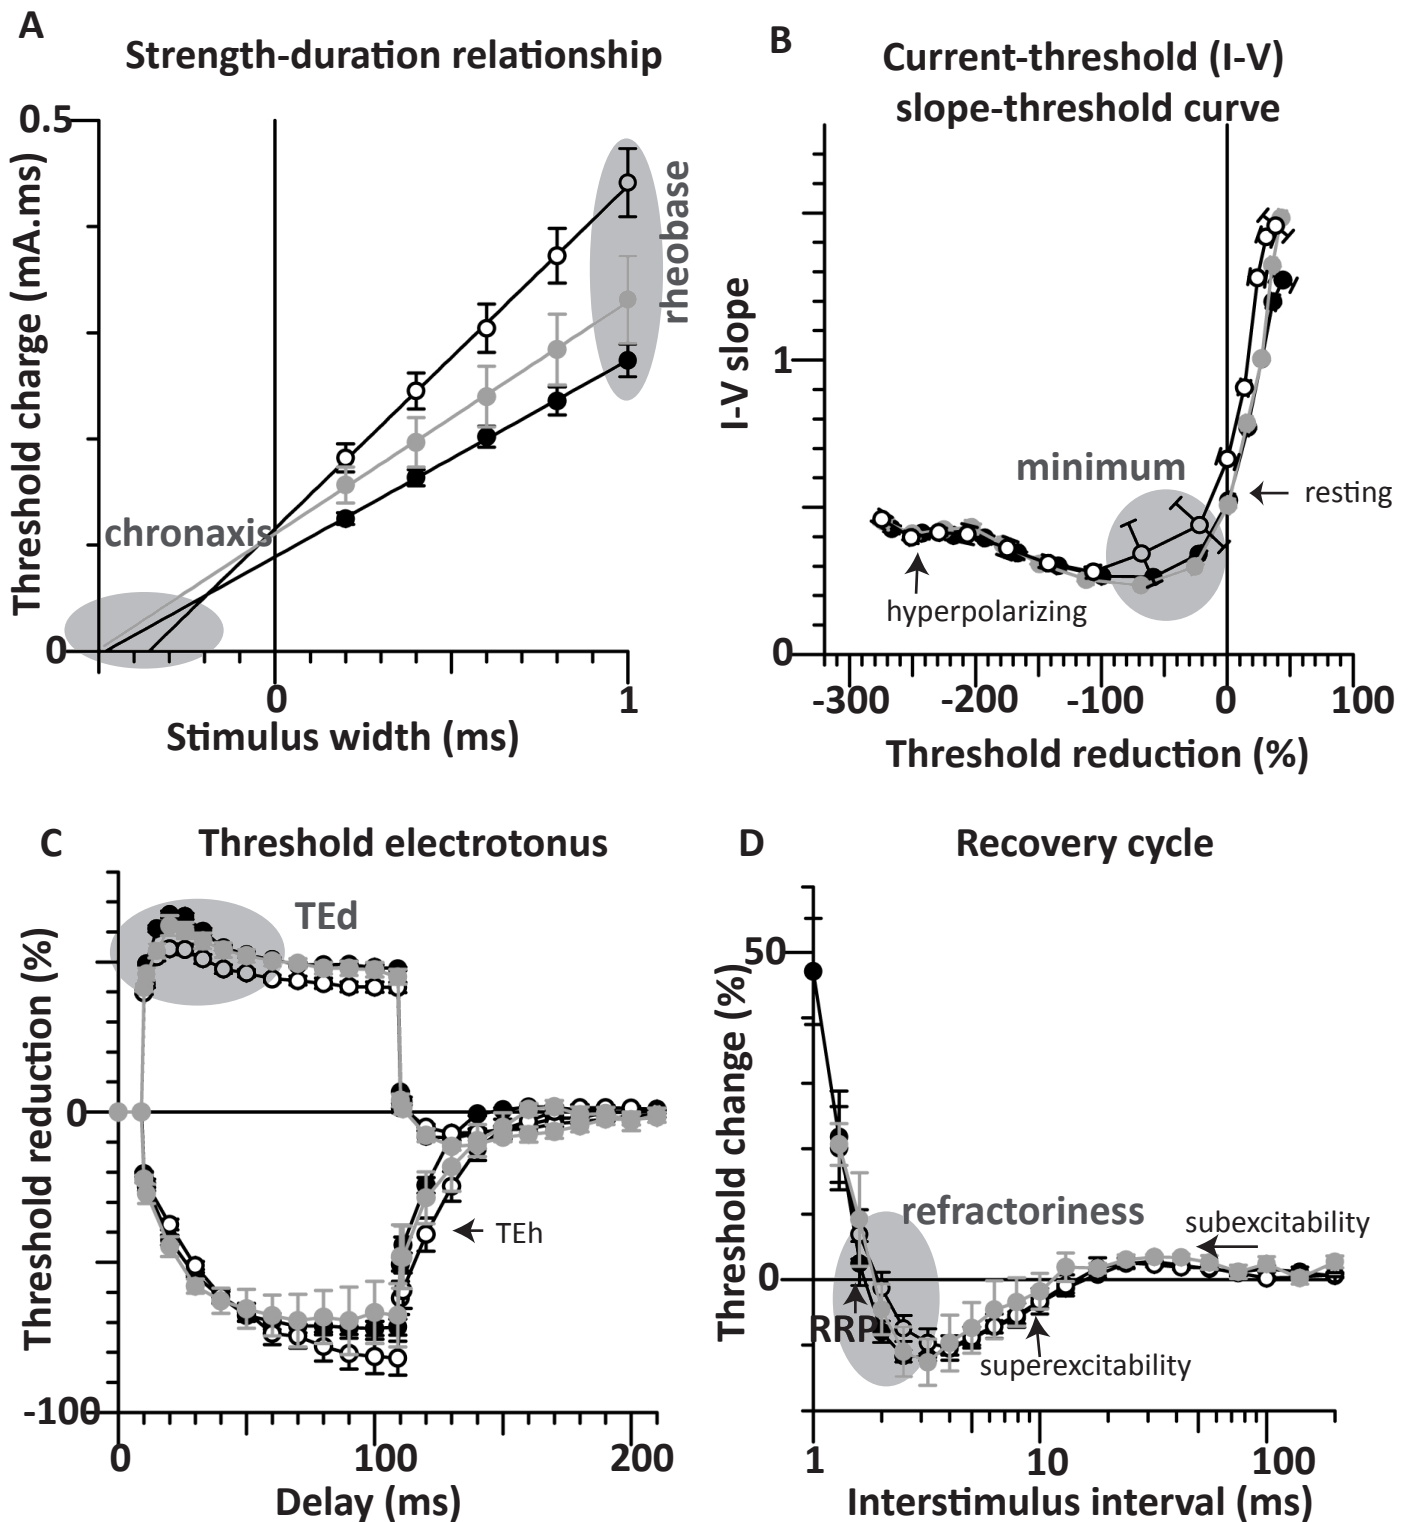 A
Strength-duration relationship
0.5
Threshold charge (mA.ms)
rheobase
chronaxis
0
0
1
Stimulus width (ms)
B
Current-threshold (I-V)
slope-threshold curve
I-V slope
1
minimum
resting
hyperpolarizing
0
-300
-200
-100
0
100
Threshold reduction (%)
C
Threshold electrotonus
TEd
Threshold reduction (%)
0
TEh
-100
0
100
200
Delay (ms)
D
Recovery cycle
50
Threshold change (%)
refractoriness
subexcitability
0
RRP
superexcitability
1
10
100
Interstimulus interval (ms)